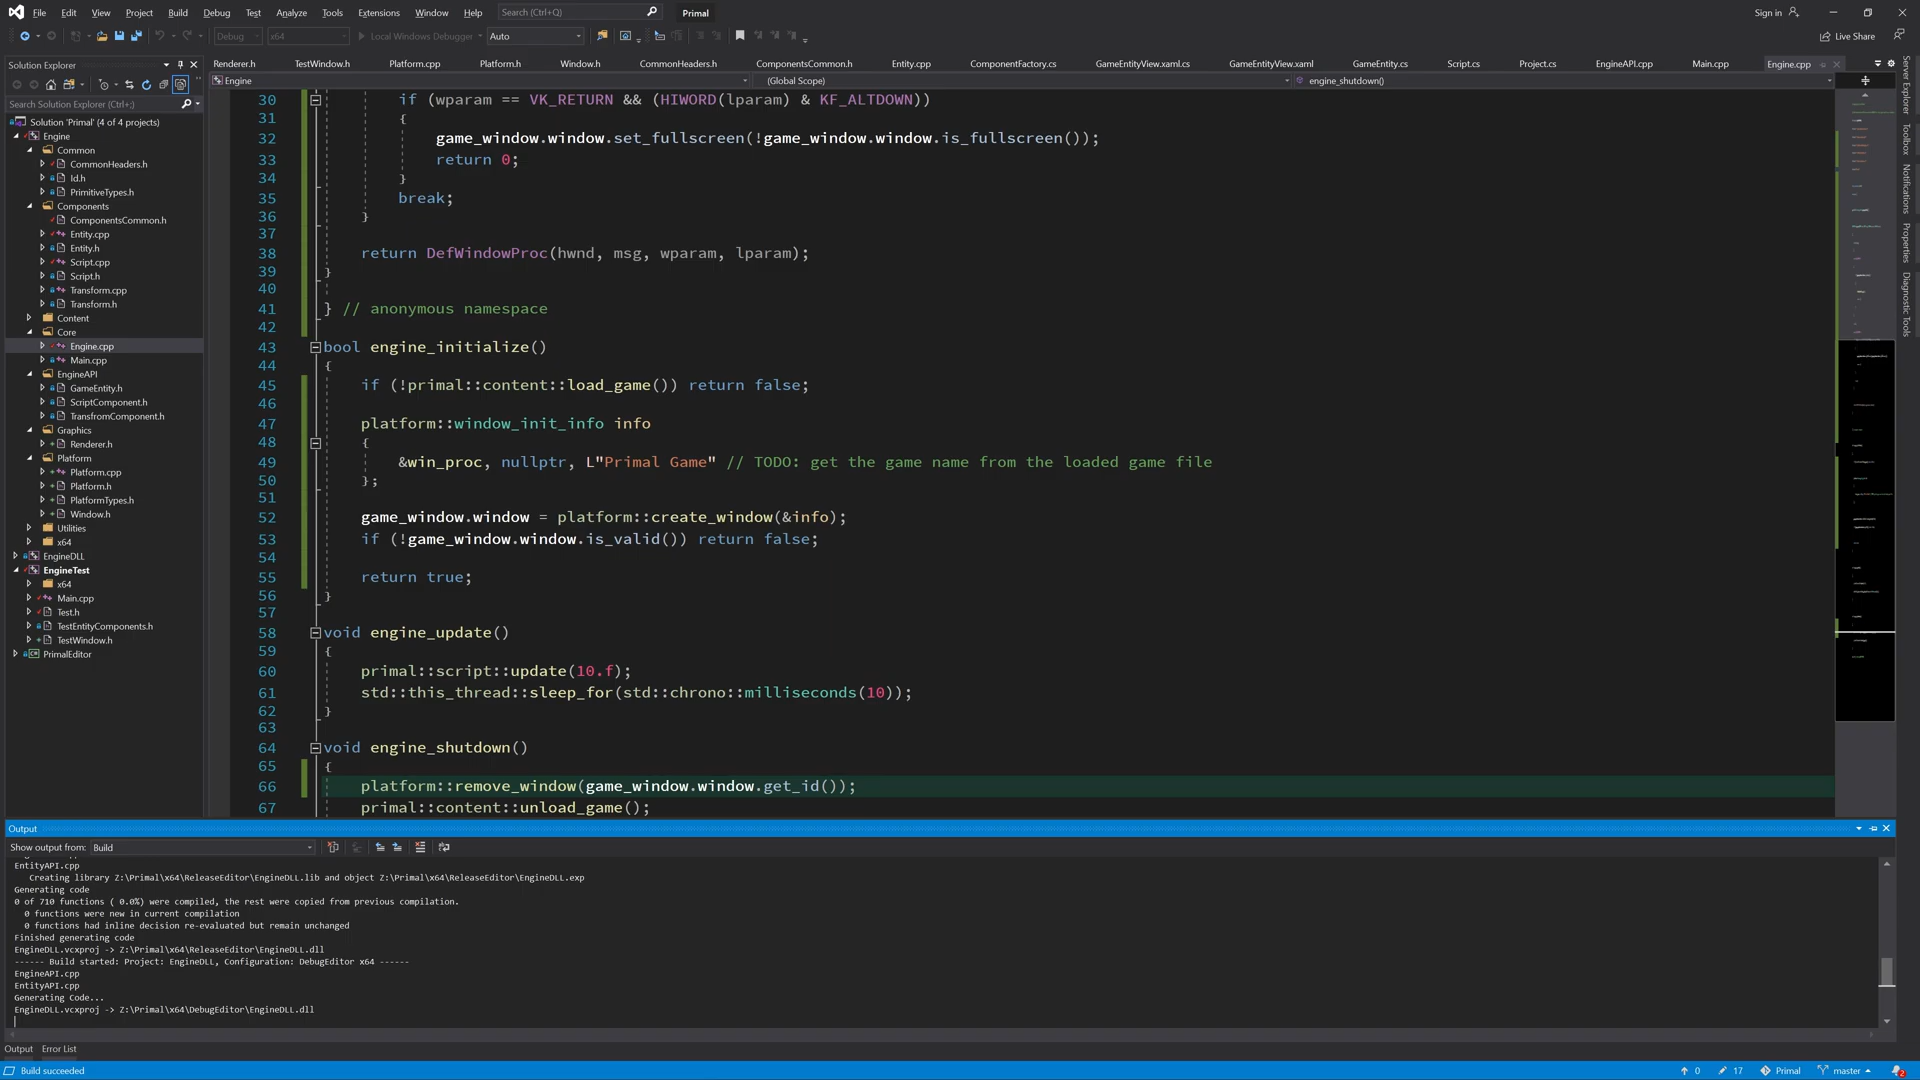 File Edit View Project Build Debug Test Analyze Tools Extensions Window Help Search (Ctrl+Q) Primal Sign in
Debug x64 Local Windows Debugger Auto Live Share
Solution Explorer
Search Solution Explorer (Ctrl+;)
Solution 'Primal' (4 of 4 projects)
Engine
Common
CommonHeaders.h
Id.h
PrimitiveTypes.h
Components
ComponentsCommon.h
Entity.cpp
Entity.h
Script.cpp
Script.h
Transform.cpp
Transform.h
Content
Core
Engine.cpp
Main.cpp
EngineAPI
GameEntity.h
ScriptComponent.h
TransfromComponent.h
Graphics
Renderer.h
Platform
Platform.cpp
Platform.h
PlatformTypes.h
Window.h
Utilities
x64
EngineDLL
EngineTest
x64
Main.cpp
Test.h
TestEntityComponents.h
TestWindow.h
PrimalEditor
Renderer.h TestWindow.h Platform.cpp Platform.h Window.h CommonHeaders.h ComponentsCommon.h Entity.cpp ComponentFactory.cs GameEntityView.xaml.cs GameEntityView.xaml GameEntity.cs Script.cs Project.cs EngineAPI.cpp Main.cpp Engine.cpp
Engine (Global Scope) engine_shutdown()
30 if (wparam == VK_RETURN && (HIWORD(lparam) & KF_ALTDOWN))
31 {
32 game_window.window.set_fullscreen(!game_window.window.is_fullscreen());
33 return 0;
34 }
35 break;
36 }
37
38 return DefWindowProc(hwnd, msg, wparam, lparam);
39 }
40
41 } // anonymous namespace
42
43 bool engine_initialize()
44 {
45 if (!primal::content::load_game()) return false;
46
47 platform::window_init_info info
48 {
49 &win_proc, nullptr, L"Primal Game" // TODO: get the game name from the loaded game file
50 };
51
52 game_window.window = platform::create_window(&info);
53 if (!game_window.window.is_valid()) return false;
54
55 return true;
56 }
57
58 void engine_update()
59 {
60 primal::script::update(10.f);
61 std::this_thread::sleep_for(std::chrono::milliseconds(10));
62 }
63
64 void engine_shutdown()
65 {
66 platform::remove_window(game_window.window.get_id());
67 primal::content::unload_game();
Server Explorer
Toolbox
Notifications
Properties
Diagnostic Tools
Output
Show output from: Build
EntityAPI.cpp
Creating library Z:\Primal\x64\ReleaseEditor\EngineDLL.lib and object Z:\Primal\x64\ReleaseEditor\EngineDLL.exp
Generating code
0 of 710 functions ( 0.0%) were compiled, the rest were copied from previous compilation.
0 functions were new in current compilation
0 functions had inline decision re-evaluated but remain unchanged
Finished generating code
EngineDLL.vcxproj -> Z:\Primal\x64\ReleaseEditor\EngineDLL.dll
------ Build started: Project: EngineDLL, Configuration: DebugEditor x64 ------
EngineAPI.cpp
EntityAPI.cpp
Generating Code...
EngineDLL.vcxproj -> Z:\Primal\x64\DebugEditor\EngineDLL.dll
Output Error List
Build succeeded 0 17 Primal master 2